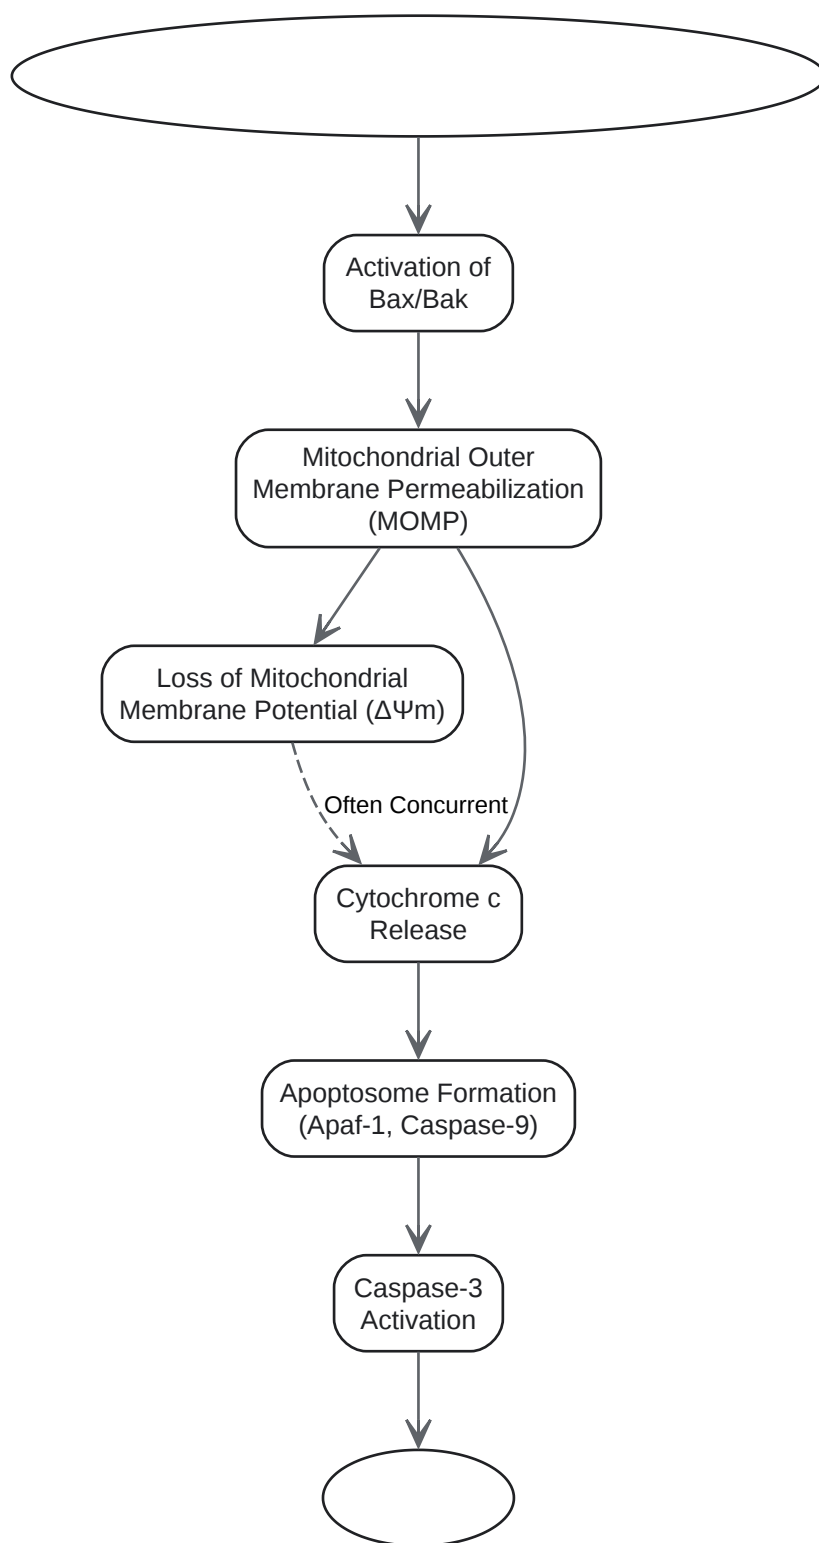 Activation of
Bax/Bak
Mitochondrial Outer
Membrane Permeabilization
(MOMP)
Loss of Mitochondrial
Membrane Potential (ΔΨm)
Often Concurrent
Cytochrome c
Release
Apoptosome Formation
(Apaf-1, Caspase-9)
Caspase-3
Activation